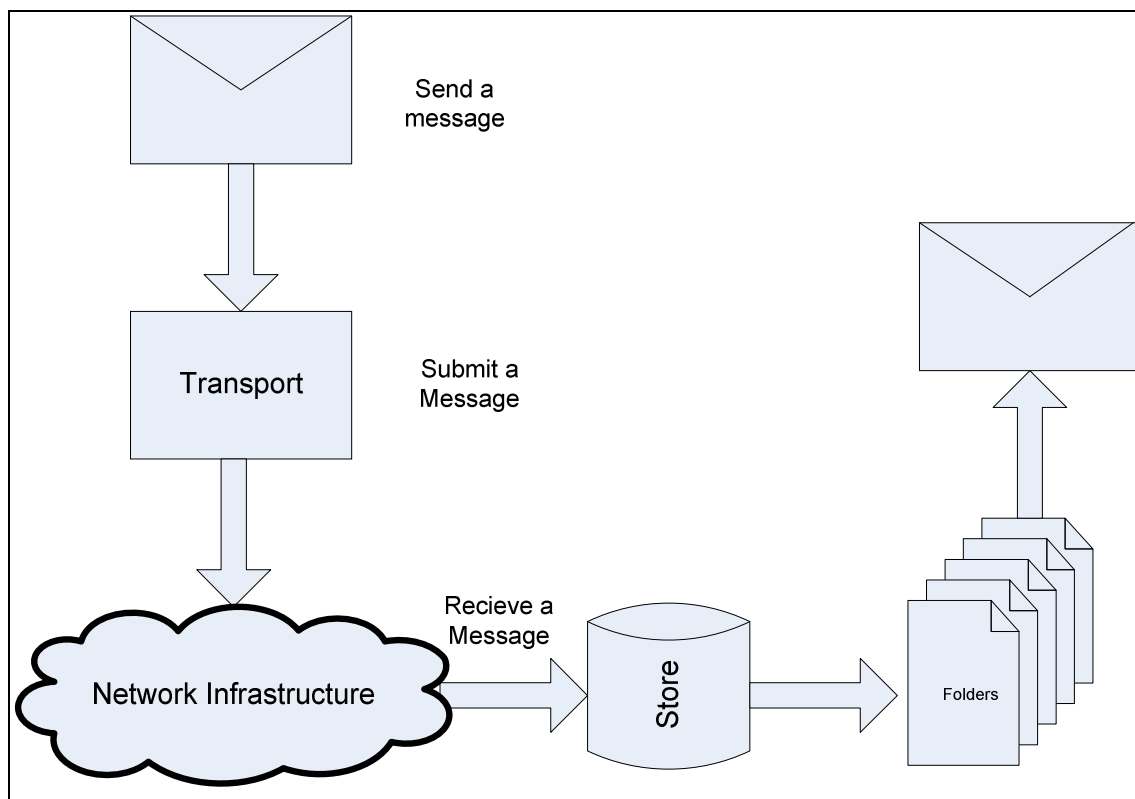 Send a
message
Transport
Submit a
Message
Recieve a
Message
Network Infrastructure
Store
Folders